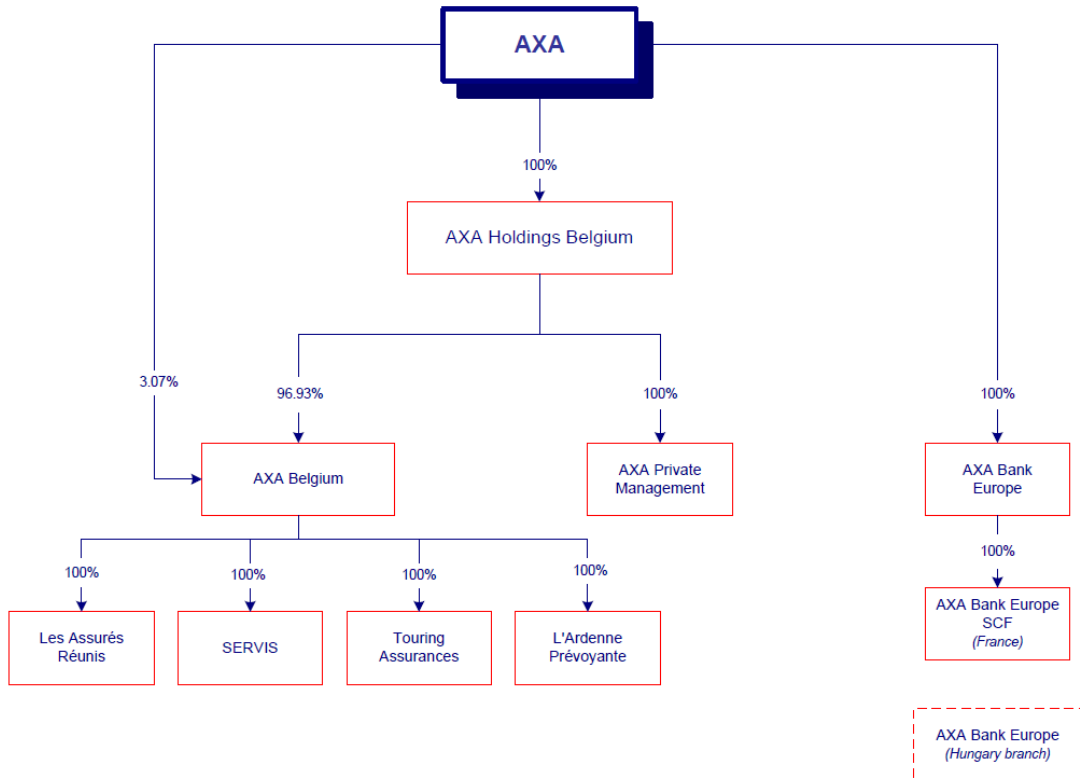 AXA
100%
AXA Holdings Belgium
3.07%
96.93%
100%
100%
AXA Belgium
AXA Private
Management
AXA Bank
Europe
100%
100%
100%
100%
100%
Les Assurés
Réunis
SERVIS
Touring
Assurances
L'Ardenne
Prévoyante
AXA Bank Europe
SCF
(France)
AXA Bank Europe
(Hungary branch)